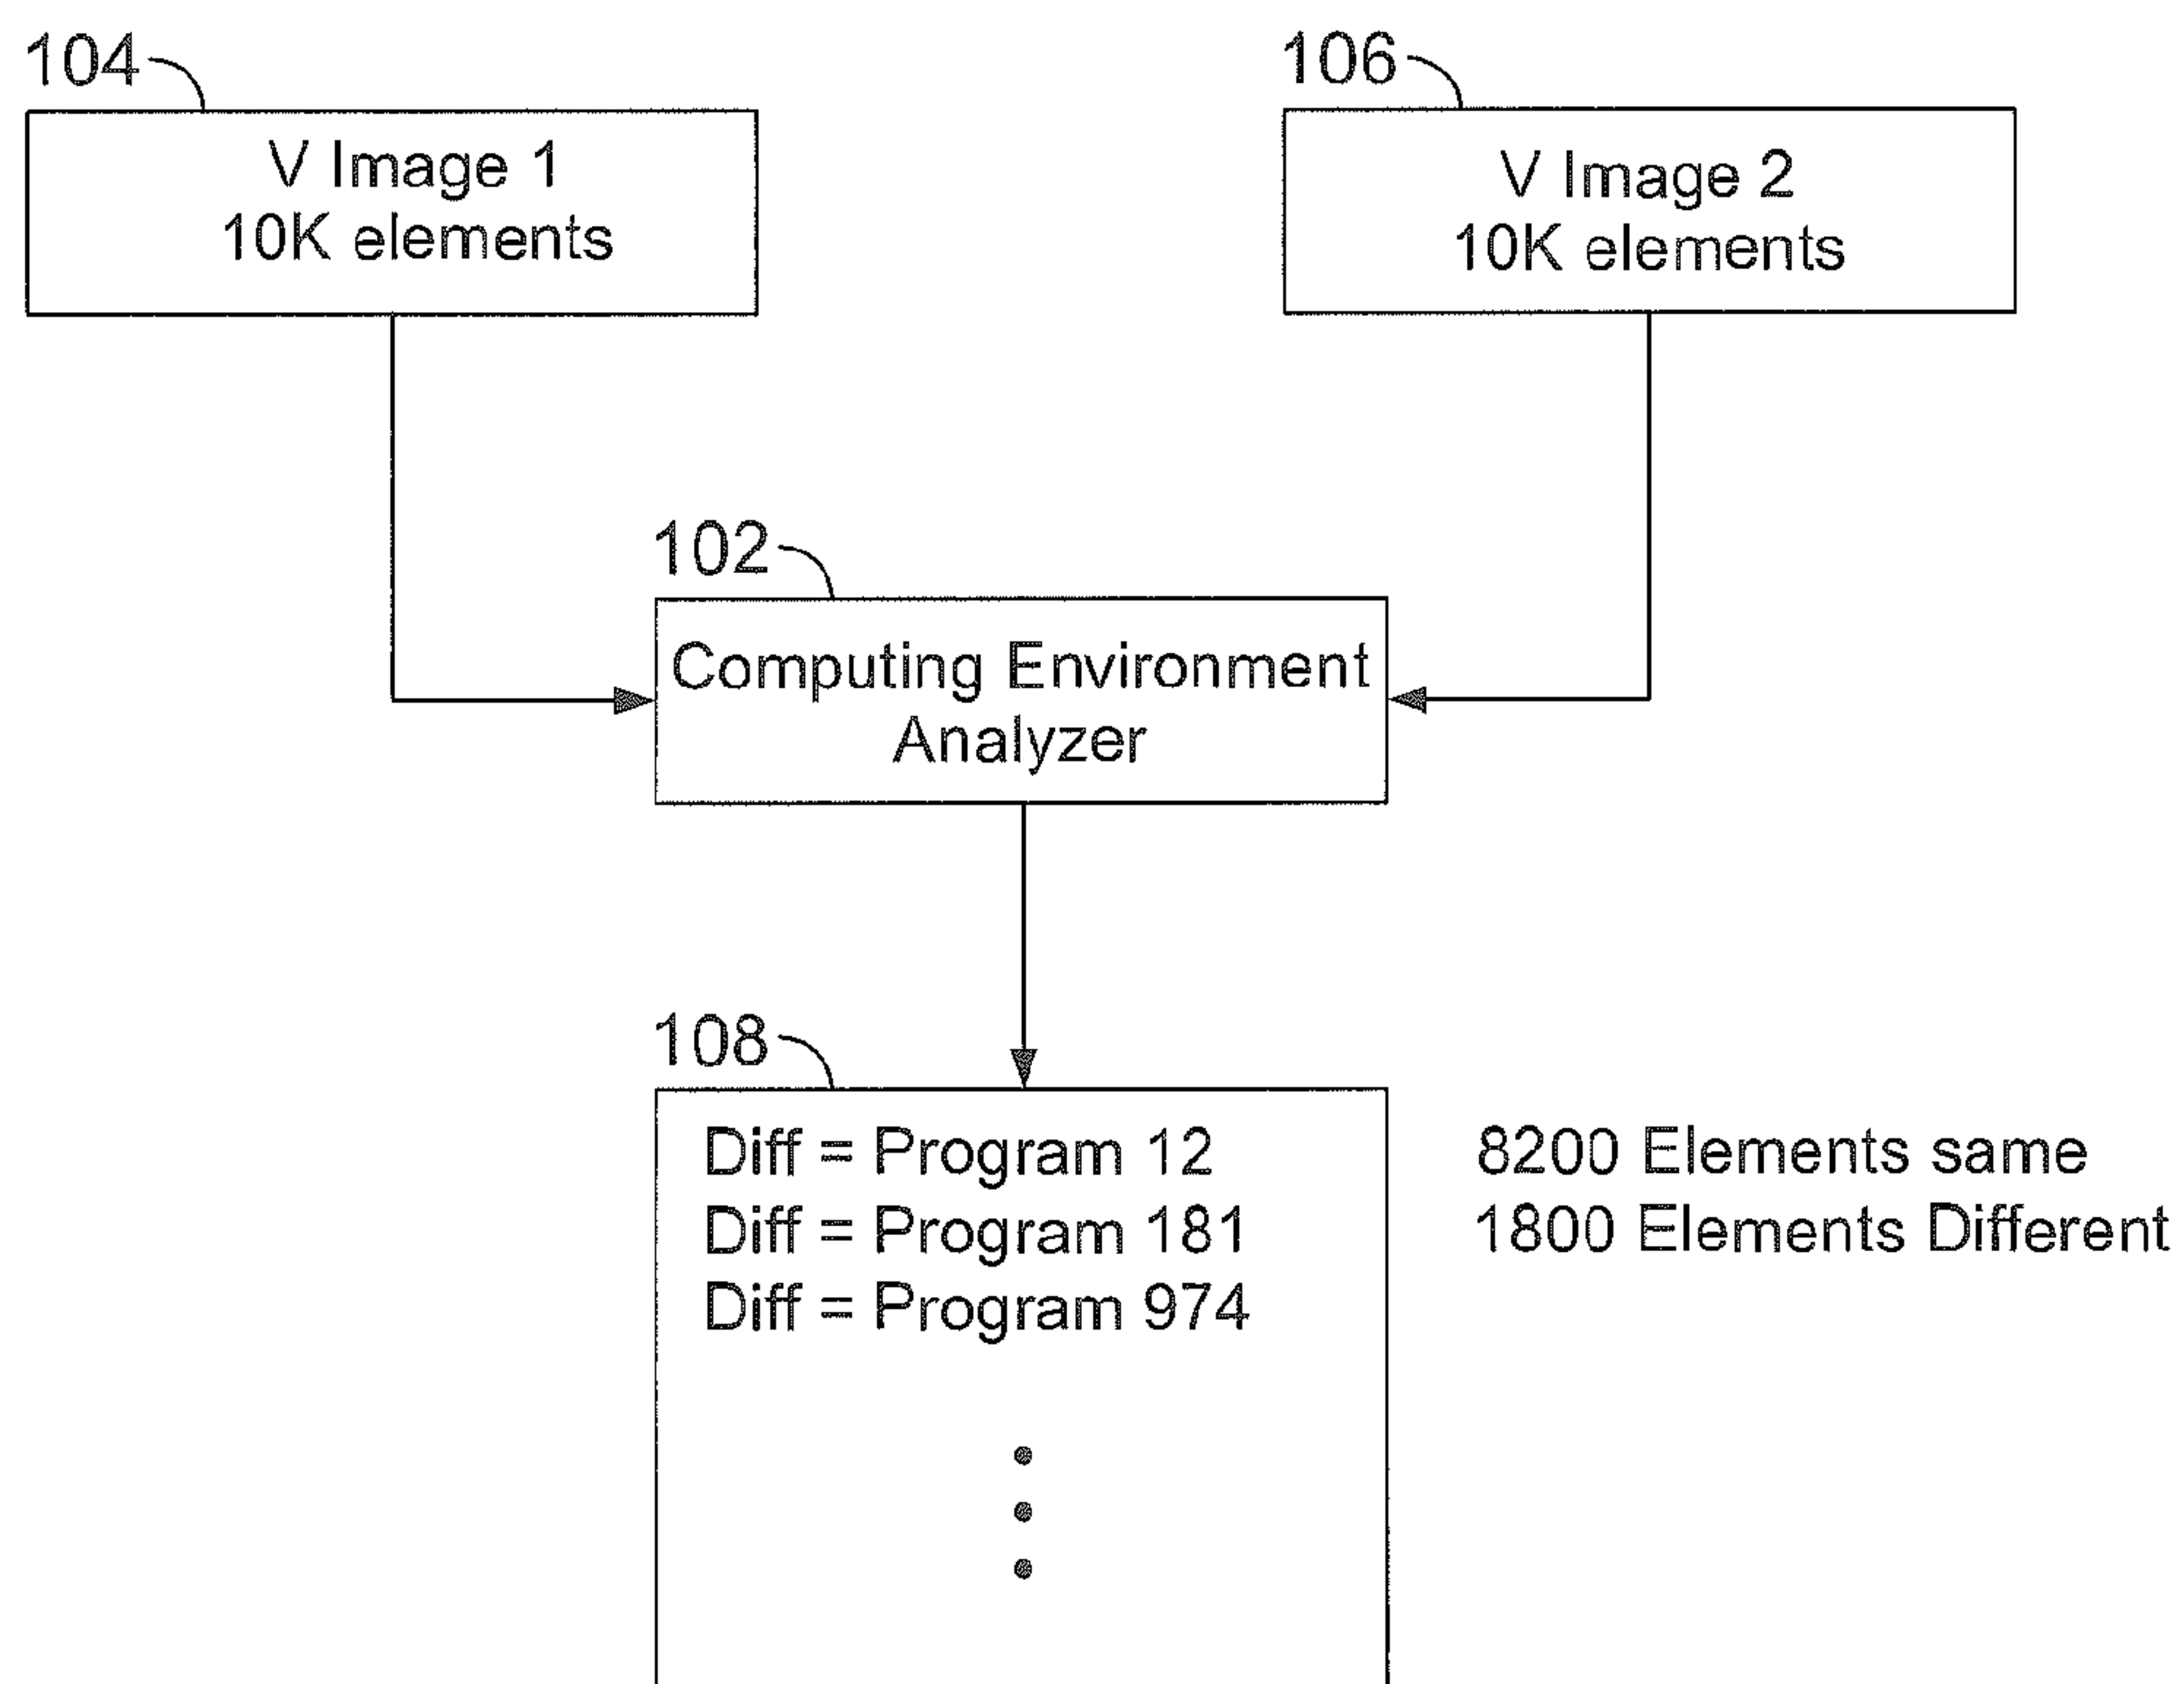 104
V Image 1
10K elements
106
V Image 2
10K elements
102
Computing Environment
Analyzer
108
Diff = Program 12
Diff = Program 181
Diff = Program 974
8200 Elements same
1800 Elements Different